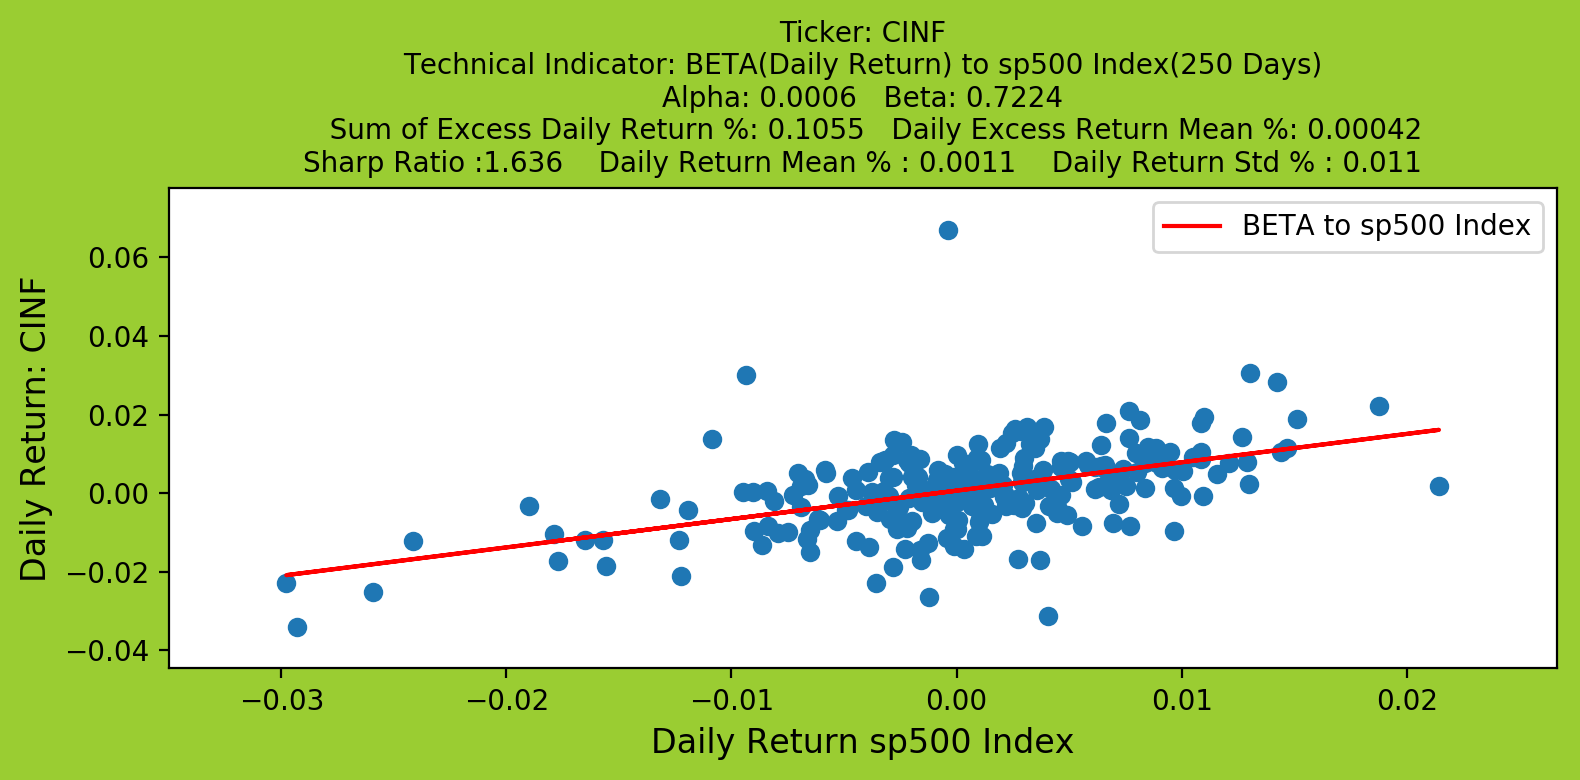 Ticker: CINF
Technical Indicator: BETA(Daily Return) to sp500 Index(250 Days)
Alpha: 0.0006   Beta: 0.7224
Sum of Excess Daily Return %: 0.1055   Daily Excess Return Mean %: 0.00042
Sharp Ratio :1.636    Daily Return Mean % : 0.0011    Daily Return Std % : 0.011
BETA to sp500 Index
Daily Return: CINF
0.06
0.04
0.02
0.00
−0.02
−0.04
−0.03
−0.02
−0.01
0.00
0.01
0.02
Daily Return sp500 Index